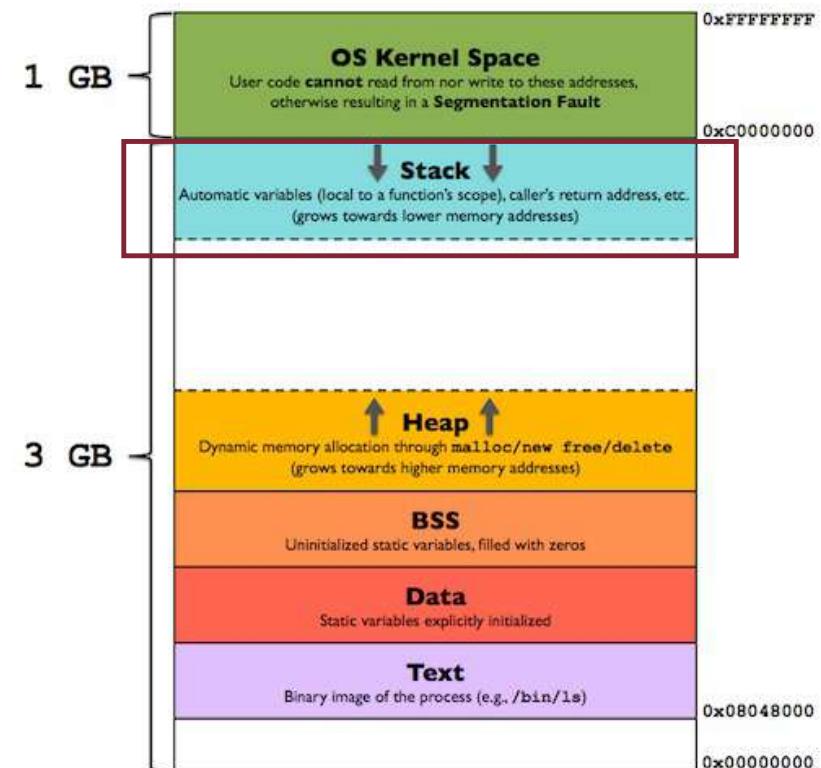 0xFFFFFFFF
OS Kernel Space
1 GB
User code cannot read from nor write to these addresses,
otherwise resulting in a Segmentation Fault
0xC0000000
Stack
Automatic variables (local to a function's scope), caller's return address, etc.
(grows towards lower memory addresses)
Heap
3 GB
Dynamic memory allocation through malloc/new free/delete
(grows towards higher memory addresses)
BSS
Uninitialized static variables, filled with zeros
Data
Static variables explicitly initialized
Text
Binary image of the process (e.g., /bin/ls)
0x08048000
0x00000000